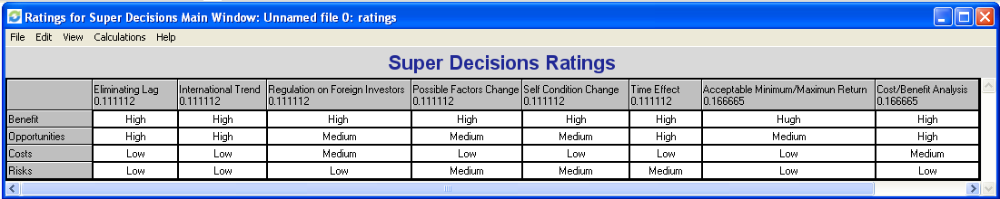 Ratings for Super Decisions Main Window: Unnamed file 0: ratings
File Edit View Calculations Help
Super Decisions Ratings
Eliminating Lag International Trend Regulation on Foreign Investors Possible Factors Change Self Condition Change Time Effect Acceptable Minimum/Maximun Return Cost/Benefit Analysis
0.111112 0.111112 0.111112 0.111112 0.111112 0.111112 0.166665 0.166665
Benefit High High High High High High Hugh High
Opportunities High High Medium Medium Medium High Medium High
Costs Low Low Medium Low Low Low Low Medium
Risks Low Low Low Medium Medium Medium Low Low